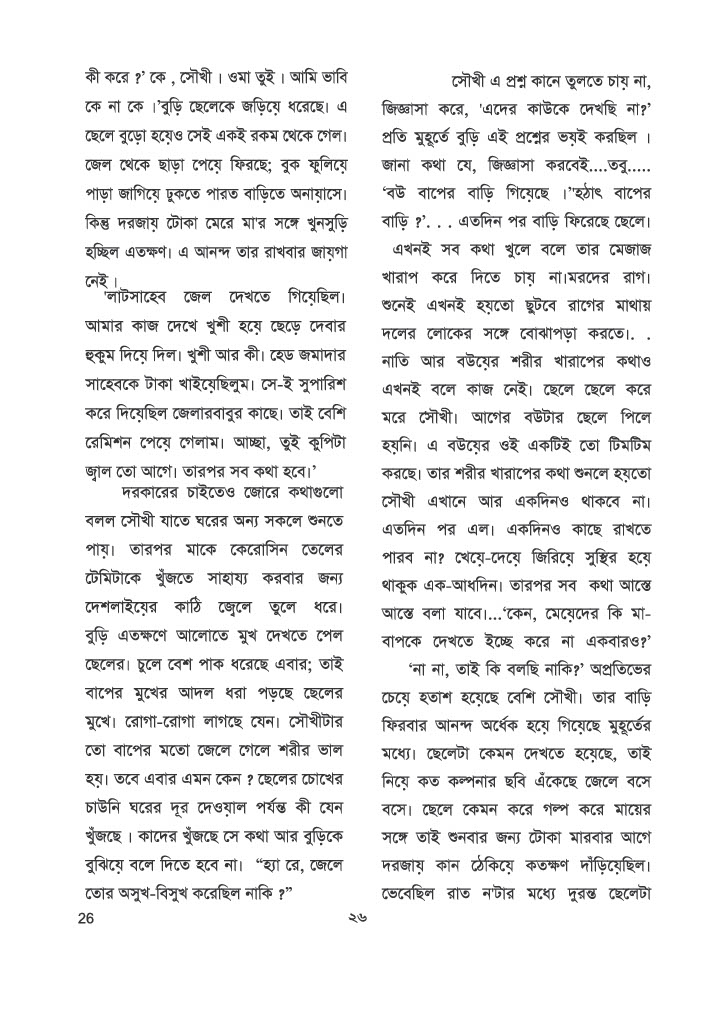 কী করে ?’ কে , সৌখী । ওমা তুই । আমি ভাবি
কে না কে ।’বুড়ি ছেলেকে জড়িয়ে ধরেছে। এ
ছেলে বুড়ো হয়েও সেই একই রকম থেকে গেল।
জেল থেকে ছাড়া পেয়ে ফিরছে; বুক ফুলিয়ে
পাড়া জাগিয়ে ঢুকতে পারত বাড়িতে অনায়াসে।
কিন্তু দরজায় টোকা মেরে মা'র সঙ্গে খুনসুড়ি
হচ্ছিল এতক্ষণ। এ আনন্দ তার রাখবার জায়গা
নেই ।
'লাটসাহেব জেল দেখতে গিয়েছিল।
আমার কাজ দেখে খুশী হয়ে ছেড়ে দেবার
হুকুম দিয়ে দিল। খুশী আর কী। হেড জমাদার
সাহেবকে টাকা খাইয়েছিলুম। সে-ই সুপারিশ
করে দিয়েছিল জেলারবাবুর কাছে। তাই বেশি
রেমিশন পেয়ে গেলাম। আচ্ছা, তুই কুপিটা
জ্বাল তো আগে। তারপর সব কথা হবে।’
দরকারের চাইতেও জোরে কথাগুলো
বলল সৌখী যাতে ঘরের অন্য সকলে শুনতে
পায়। তারপর মাকে কেরোসিন তেলের
টেমিটাকে খুঁজতে সাহায্য করবার জন্য
দেশলাইয়ের কাঠি জ্বেলে তুলে ধরে।
বুড়ি এতক্ষণে আলোতে মুখ দেখতে পেল
ছেলের। চুলে বেশ পাক ধরেছে এবার; তাই
বাপের মুখের আদল ধরা পড়ছে ছেলের
মুখে। রোগা-রোগা লাগছে যেন। সৌখীটার
তো বাপের মতো জেলে গেলে শরীর ভাল
হয়। তবে এবার এমন কেন ? ছেলের চোখের
চাউনি ঘরের দূর দেওয়াল পর্যন্ত কী যেন
খুঁজছে । কাদের খুঁজছে সে কথা আর বুড়িকে
বুঝিয়ে বলে দিতে হবে না। “হ্যা রে, জেলে
তোর অসুখ-বিসুখ করেছিল নাকি ?”
সৌখী এ প্রশ্ন কানে তুলতে চায় না,
জিজ্ঞাসা করে, 'এদের কাউকে দেখছি না?’
প্রতি মুহূর্তে বুড়ি এই প্রশ্নের ভয়ই করছিল ।
জানা কথা যে, জিজ্ঞাসা করবেই....তবু.....
‘বউ বাপের বাড়ি গিয়েছে ।’‘হঠাৎ বাপের
বাড়ি ?’. . . এতদিন পর বাড়ি ফিরেছে ছেলে।
এখনই সব কথা খুলে বলে তার মেজাজ
খারাপ করে দিতে চায় না।মরদের রাগ।
শুনেই এখনই হয়তো ছুটবে রাগের মাথায়
দলের লোকের সঙ্গে বোঝাপড়া করতে।. .
নাতি আর বউয়ের শরীর খারাপের কথাও
এখনই বলে কাজ নেই। ছেলে ছেলে করে
মরে সৌখী। আগের বউটার ছেলে পিলে
হয়নি। এ বউয়ের ওই একটিই তো টিমটিম
করছে। তার শরীর খারাপের কথা শুনলে হয়তো
সৌখী এখানে আর একদিনও থাকবে না।
এতদিন পর এল। একদিনও কাছে রাখতে
পারব না? খেয়ে-দেয়ে জিরিয়ে সুস্থির হয়ে
থাকুক এক-আধদিন। তারপর সব কথা আস্তে
আস্তে বলা যাবে।...‘কেন, মেয়েদের কি মা-
বাপকে দেখতে ইচ্ছে করে না একবারও?’
‘না না, তাই কি বলছি নাকি?’ অপ্রতিভের
চেয়ে হতাশ হয়েছে বেশি সৌখী। তার বাড়ি
ফিরবার আনন্দ অর্ধেক হয়ে গিয়েছে মুহূর্তের
মধ্যে। ছেলেটা কেমন দেখতে হয়েছে, তাই
নিয়ে কত কল্পনার ছবি এঁকেছে জেলে বসে
বসে। ছেলে কেমন করে গল্প করে মায়ের
সঙ্গে তাই শুনবার জন্য টোকা মারবার আগে
দরজায় কান ঠেকিয়ে কতক্ষণ দাঁড়িয়েছিল।
ভেবেছিল রাত ন'টার মধ্যে দুরন্ত ছেলেটা
26
২৬